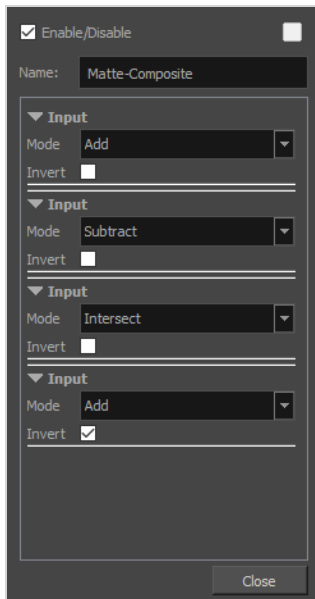 Enable/Disable
Name: Matte-Composite
Input
Mode Add
Invert
Input
Mode Subtract
Invert
Input
Mode Intersect
Invert
Input
Mode Add
Invert
Close